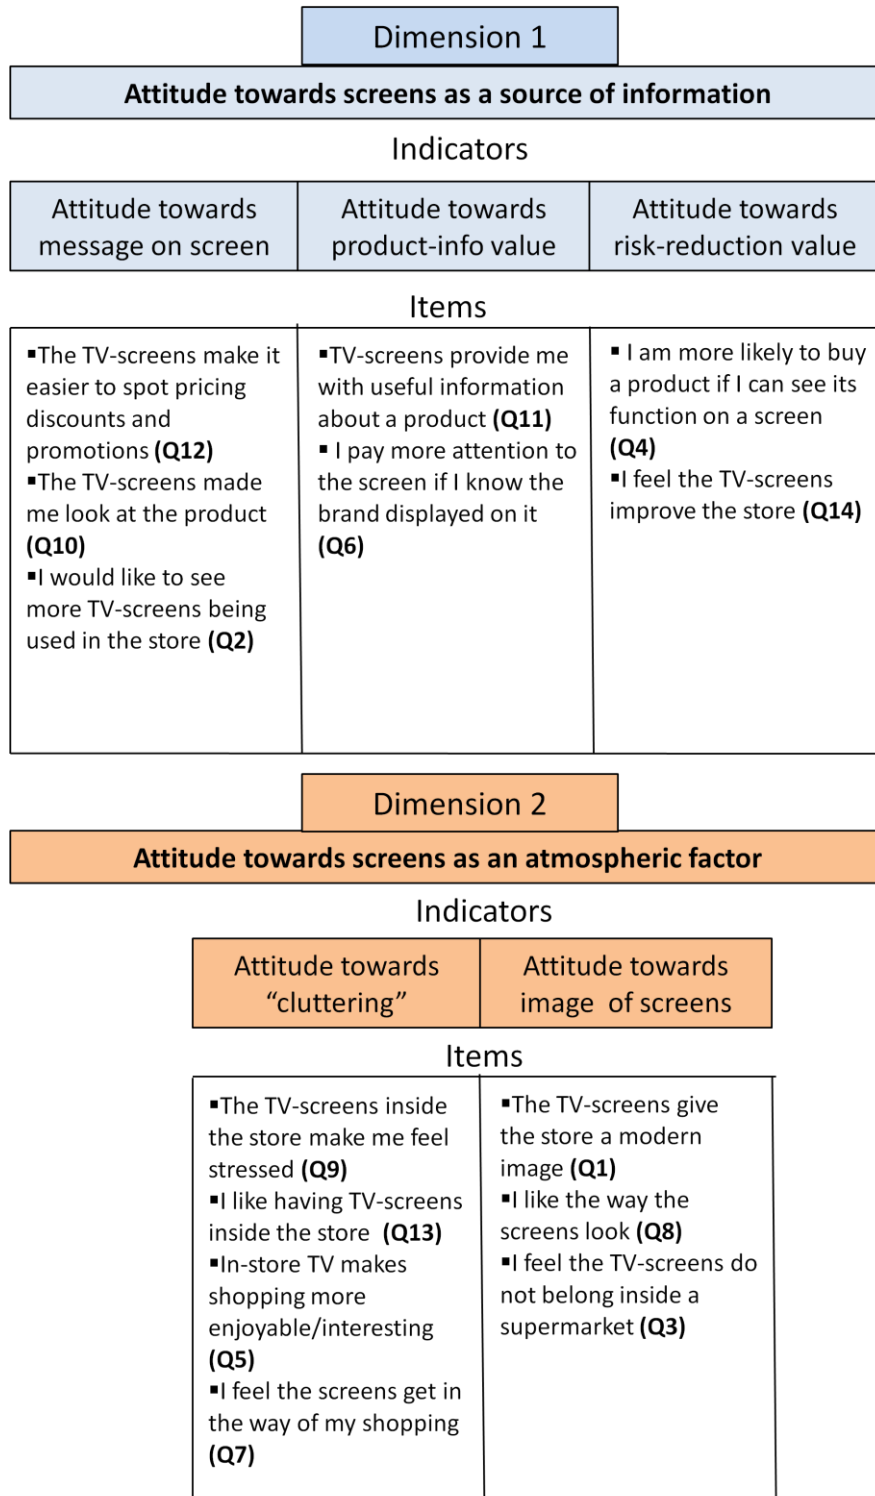 Dimension 1
Attitude towards screens as a source of information
Indicators
Attitude towards
message on screen
Attitude towards
product-info value
Attitude towards
risk-reduction value
Items
▪The TV-screens make it
easier to spot pricing
discounts and
promotions (Q12)
▪The TV-screens made
me look at the product
(Q10)
▪I would like to see
more TV-screens being
used in the store (Q2)
▪TV-screens provide me
with useful information
about a product (Q11)
▪ I pay more attention to
the screen if I know the
brand displayed on it
(Q6)
▪ I am more likely to buy
a product if I can see its
function on a screen
(Q4)
▪I feel the TV-screens
improve the store (Q14)
Dimension 2
Attitude towards screens as an atmospheric factor
Indicators
Attitude towards
“cluttering”
Attitude towards
image of screens
Items
▪The TV-screens inside
the store make me feel
stressed (Q9)
▪I like having TV-screens
inside the store (Q13)
▪In-store TV makes
shopping more
enjoyable/interesting
(Q5)
▪I feel the screens get in
the way of my shopping
(Q7)
▪The TV-screens give
the store a modern
image (Q1)
▪I like the way the
screens look (Q8)
▪I feel the TV-screens do
not belong inside a
supermarket (Q3)